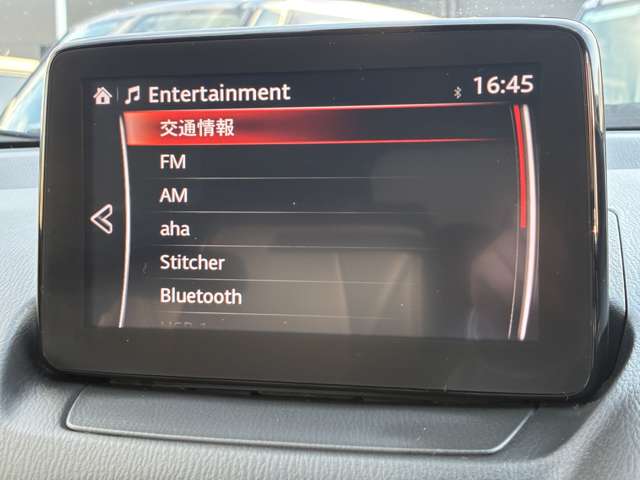 Entertainment 16:45
交通情報
FM
AM
aha
Stitcher
Bluetooth